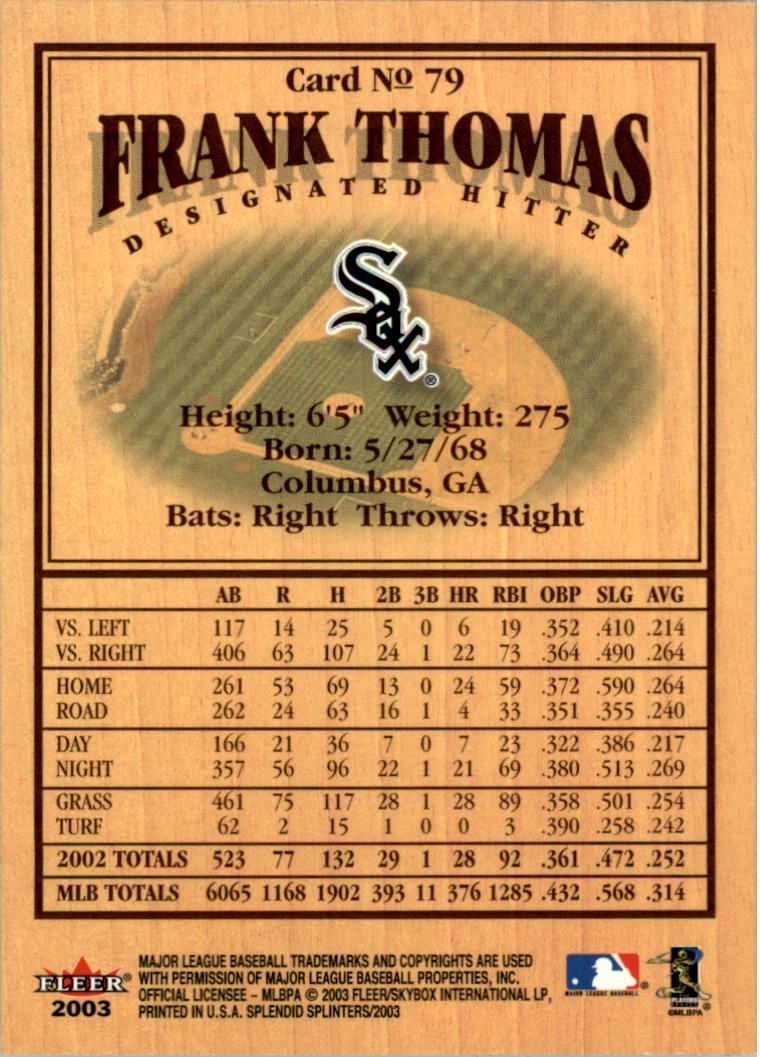 Card No 79
FRANK THOMAS
DESIGNATED HITTER
Sox ®
Height: 6'5" Weight: 275
Born: 5/27/68
Columbus, GA
Bats: Right Throws: Right
AB R H 2B 3B HR RBI OBP SLG AVG
VS. LEFT 117 14 25 5 0 6 19 .352 .410 .214
VS. RIGHT 406 63 107 24 1 22 73 .364 .490 .264
HOME 261 53 69 13 0 24 59 .372 .590 .264
ROAD 262 24 63 16 1 4 33 .351 .355 .240
DAY 166 21 36 7 0 7 23 .322 .386 .217
NIGHT 357 56 96 22 1 21 69 .380 .513 .269
GRASS 461 75 117 28 1 28 89 .358 .501 .254
TURF 62 2 15 1 0 0 3 .390 .258 .242
2002 TOTALS 523 77 132 29 1 28 92 .361 .472 .252
MLB TOTALS 6065 1168 1902 393 11 376 1285 .432 .568 .314
FLEER®
2003
MAJOR LEAGUE BASEBALL TRADEMARKS AND COPYRIGHTS ARE USED
WITH PERMISSION OF MAJOR LEAGUE BASEBALL PROPERTIES, INC.
OFFICIAL LICENSEE – MLBPA © 2003 FLEER/SKYBOX INTERNATIONAL LP,
PRINTED IN U.S.A. SPLENDID SPLINTERS/2003
MAJOR LEAGUE BASEBALL ®
PLAYERS
©MLBPA